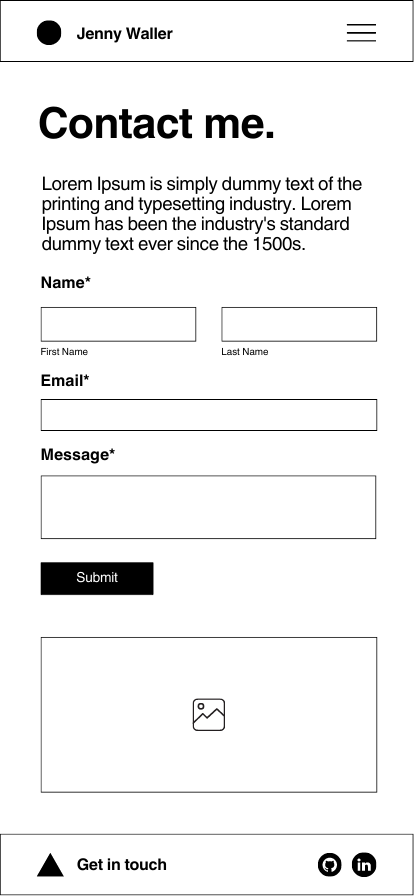 Jenny Waller
Contact me.
Lorem Ipsum is simply dummy text of the
printing and typesetting industry. Lorem
Ipsum has been the industry's standard
dummy text ever since the 1500s.
Name*
First Name
Last Name
Email*
Message*
Submit
Get in touch
in